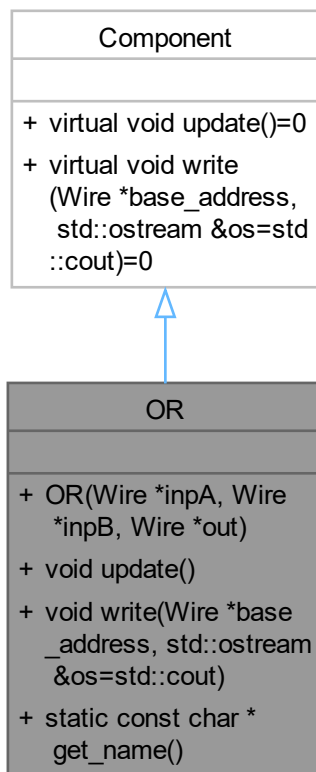 Component
+ virtual void update()=0
+ virtual void write
(Wire *base_address,
std::ostream &os=std
::cout)=0
OR
+ OR(Wire *inpA, Wire
*inpB, Wire *out)
+ void update()
+ void write(Wire *base
_address, std::ostream
&os=std::cout)
+ static const char *
get_name()